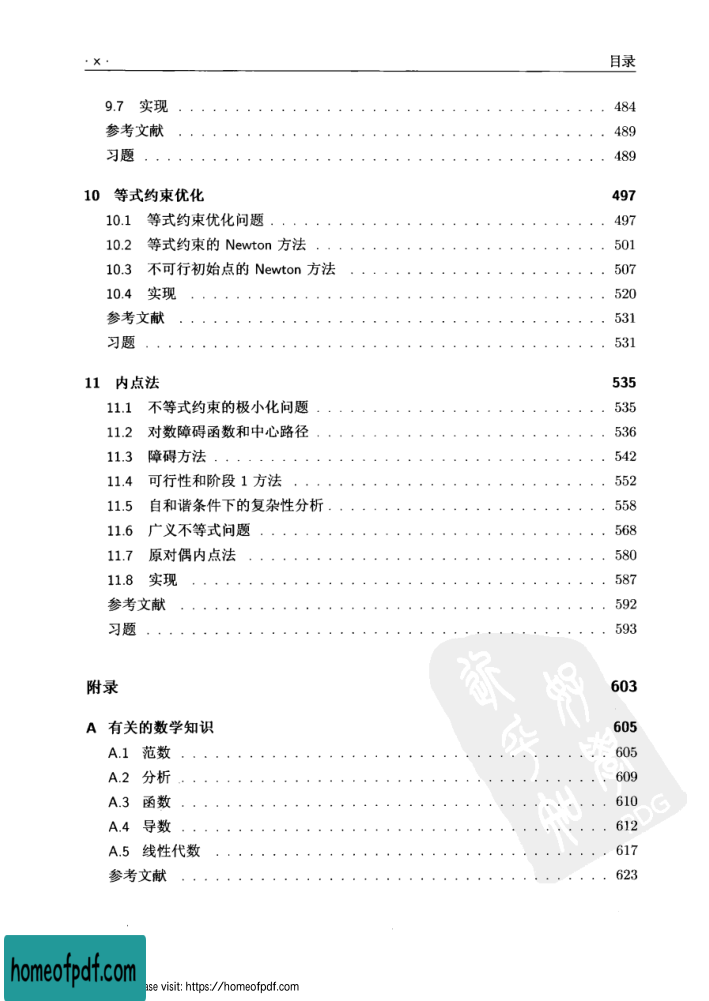 · x · 目录
9.7 实现 . . . . . . . . . . . . . . . . . . . . . . . . . . . . . . . . . . . . . . 484
参考文献 . . . . . . . . . . . . . . . . . . . . . . . . . . . . . . . . . . . . . . 489
习题 . . . . . . . . . . . . . . . . . . . . . . . . . . . . . . . . . . . . . . . . . 489
10 等式约束优化 497
10.1 等式约束优化问题 . . . . . . . . . . . . . . . . . . . . . . . . . . . . . . 497
10.2 等式约束的 Newton 方法 . . . . . . . . . . . . . . . . . . . . . . . . . . 501
10.3 不可行初始点的 Newton 方法 . . . . . . . . . . . . . . . . . . . . . . . 507
10.4 实现 . . . . . . . . . . . . . . . . . . . . . . . . . . . . . . . . . . . . . 520
参考文献 . . . . . . . . . . . . . . . . . . . . . . . . . . . . . . . . . . . . . . 531
习题 . . . . . . . . . . . . . . . . . . . . . . . . . . . . . . . . . . . . . . . . . 531
11 内点法 535
11.1 不等式约束的极小化问题 . . . . . . . . . . . . . . . . . . . . . . . . . . 535
11.2 对数障碍函数和中心路径 . . . . . . . . . . . . . . . . . . . . . . . . . . 536
11.3 障碍方法 . . . . . . . . . . . . . . . . . . . . . . . . . . . . . . . . . . . 542
11.4 可行性和阶段 1 方法 . . . . . . . . . . . . . . . . . . . . . . . . . . . . 552
11.5 自和谐条件下的复杂性分析 . . . . . . . . . . . . . . . . . . . . . . . . . 558
11.6 广义不等式问题 . . . . . . . . . . . . . . . . . . . . . . . . . . . . . . . 568
11.7 原对偶内点法 . . . . . . . . . . . . . . . . . . . . . . . . . . . . . . . . 580
11.8 实现 . . . . . . . . . . . . . . . . . . . . . . . . . . . . . . . . . . . . . 587
参考文献 . . . . . . . . . . . . . . . . . . . . . . . . . . . . . . . . . . . . . . 592
习题 . . . . . . . . . . . . . . . . . . . . . . . . . . . . . . . . . . . . . . . . . 593
附录 603
A 有关的数学知识 605
A.1 范数 . . . . . . . . . . . . . . . . . . . . . . . . . . . . . . . . . . . . . . 605
A.2 分析 . . . . . . . . . . . . . . . . . . . . . . . . . . . . . . . . . . . . . . 609
A.3 函数 . . . . . . . . . . . . . . . . . . . . . . . . . . . . . . . . . . . . . . 610
A.4 导数 . . . . . . . . . . . . . . . . . . . . . . . . . . . . . . . . . . . . . . 612
A.5 线性代数 . . . . . . . . . . . . . . . . . . . . . . . . . . . . . . . . . . . 617
参考文献 . . . . . . . . . . . . . . . . . . . . . . . . . . . . . . . . . . . . . . 623
homeofpdf.com
visit: https://homeofpdf.com